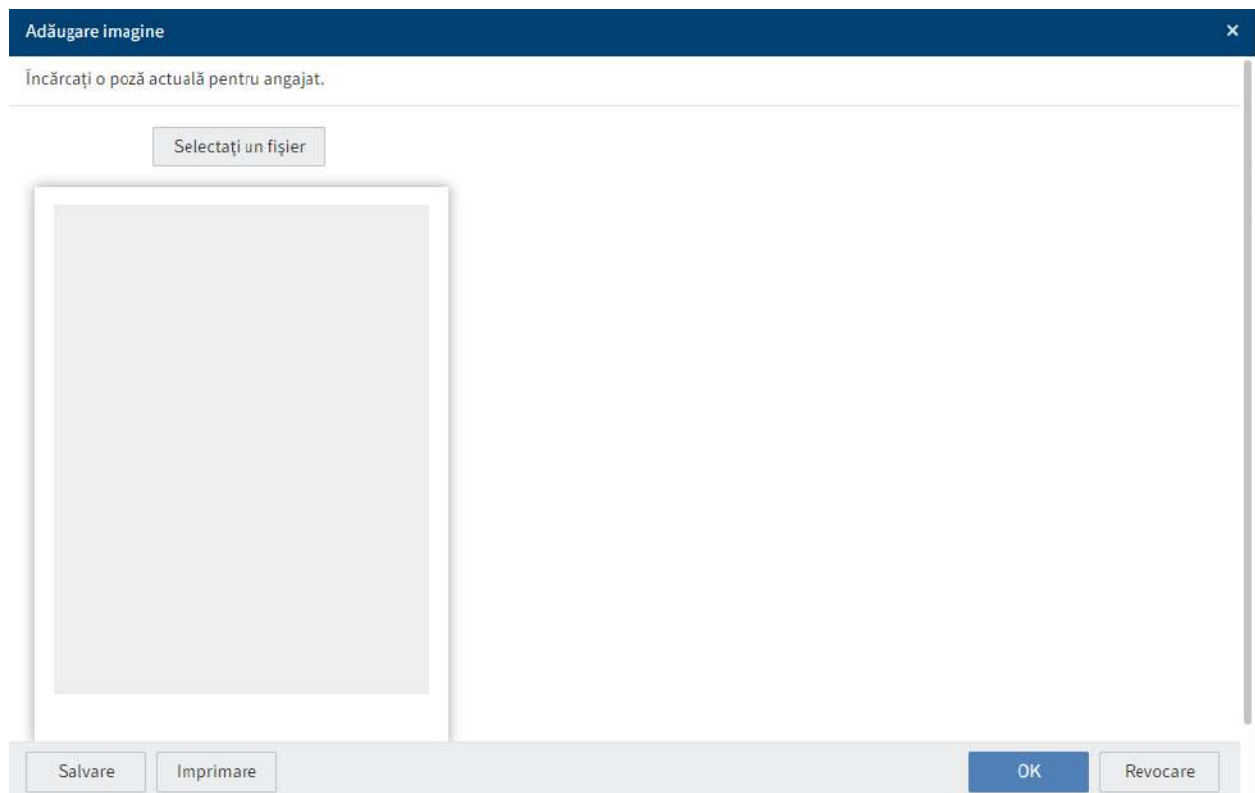 Adăugare imagine ×
Încărcați o poză actuală pentru angajat.
Selectați un fișier
Salvare Imprimare OK Revocare